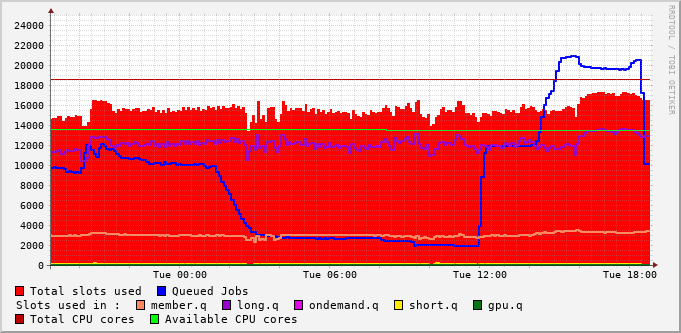 24000
22000
20000
18000
16000
14000
12000
10000
8000
6000
4000
2000
0
Tue 00:00 Tue 06:00 Tue 12:00 Tue 18:00
Total slots used Queued Jobs
Slots used in : member.q long.q ondemand.q short.q gpu.q
Total CPU cores Available CPU cores
RRDTOOL / TOBI OETIKER